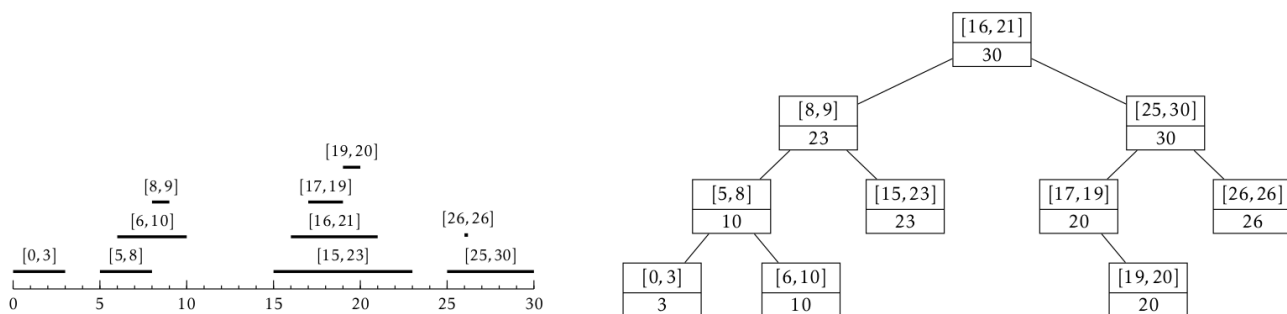 [19,20]
[8,9] [17,19]
[6,10] [16,21] [26,26]
[0,3] [5,8] [15,23] [25,30]
0 5 10 15 20 25 30
[16,21]
30
[8,9] [25,30]
23 30
[5,8] [15,23] [17,19] [26,26]
10 23 20 26
[0,3] [6,10] [19,20]
3 10 20